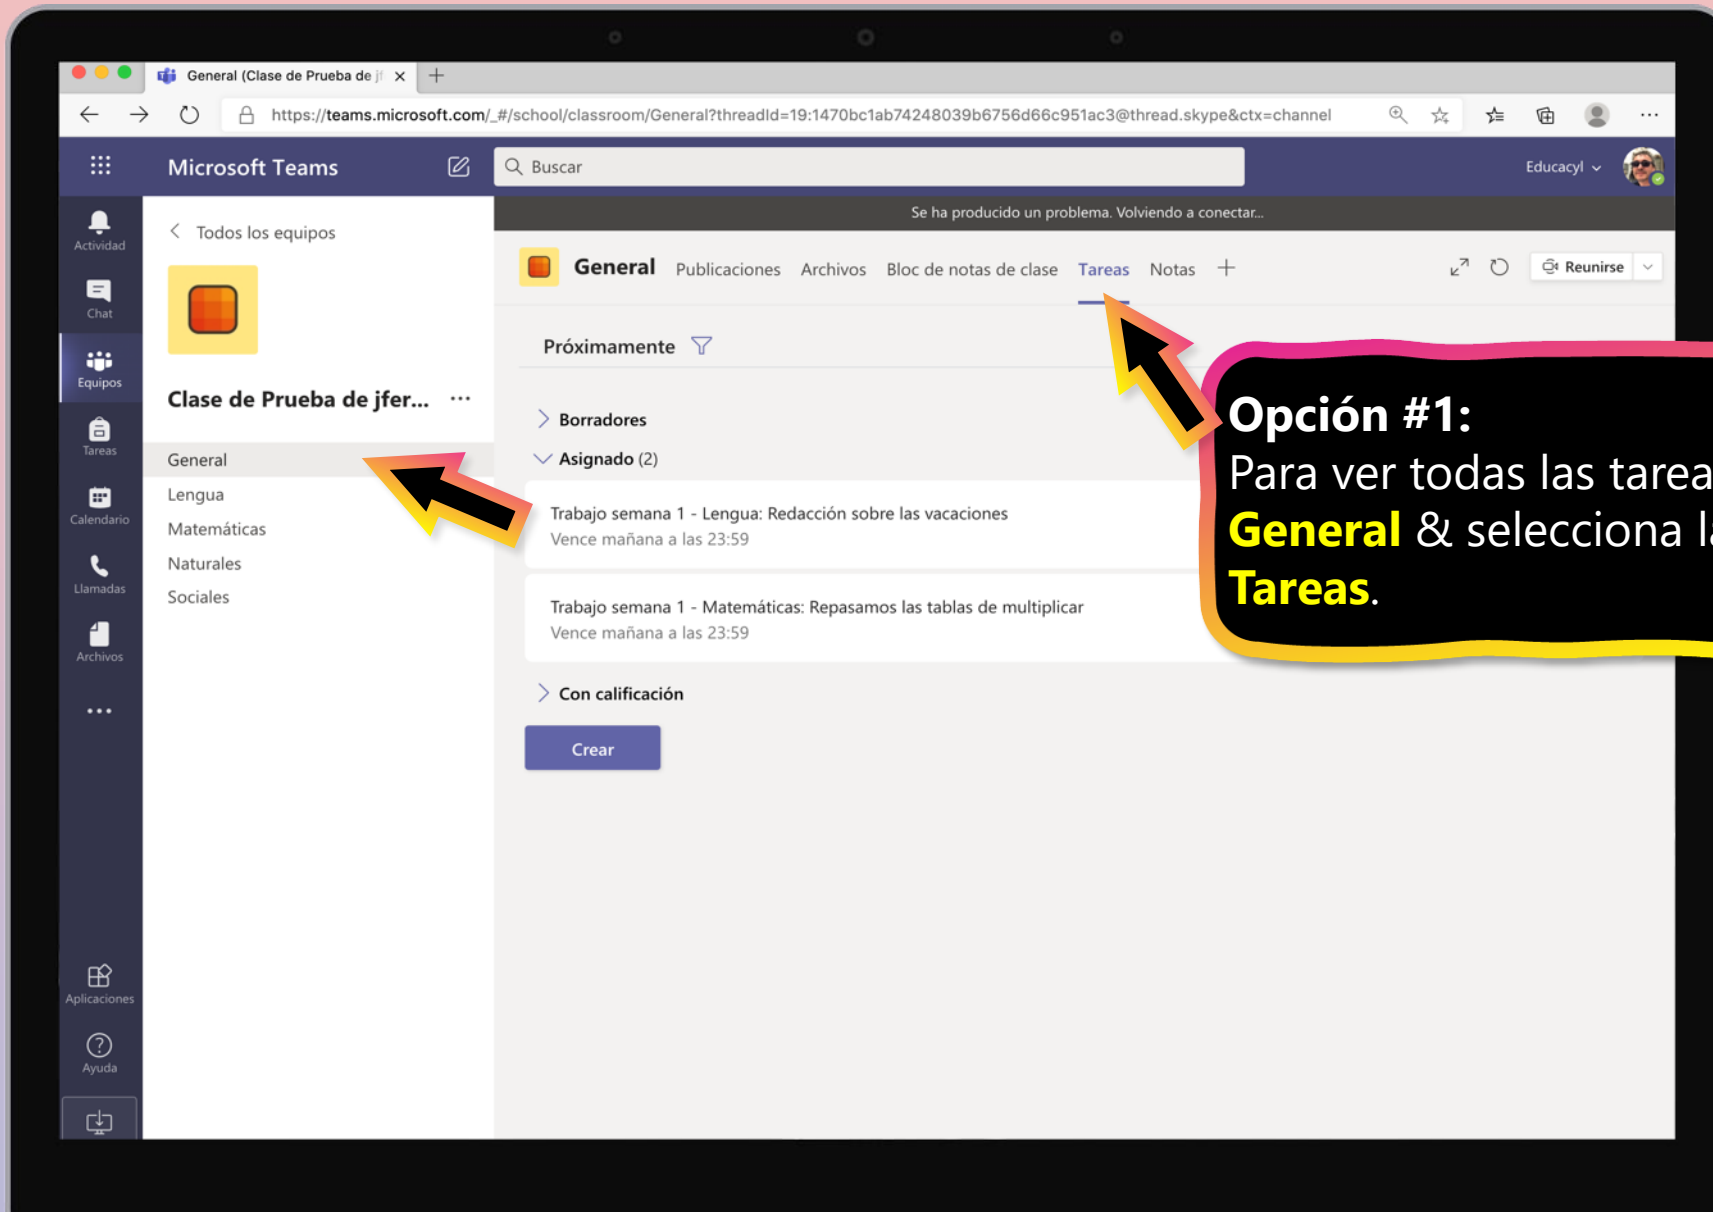 General (Clase de Prueba de jf
https://teams.microsoft.com/_#/school/classroom/General?threadId=19:1470bc1ab74248039b6756d66c951ac3@thread.skype&ctx=channel
Microsoft Teams
Buscar
Educacyl
Se ha producido un problema. Volviendo a conectar...
Actividad
Chat
Equipos
Tareas
Calendario
Llamadas
Archivos
Aplicaciones
Ayuda
Todos los equipos
Clase de Prueba de jfer...
General
Lengua
Matemáticas
Naturales
Sociales
General Publicaciones Archivos Bloc de notas de clase Tareas Notas
Reunirse
Próximamente
Borradores
Asignado (2)
Trabajo semana 1 - Lengua: Redacción sobre las vacaciones
Vence mañana a las 23:59
Trabajo semana 1 - Matemáticas: Repasamos las tablas de multiplicar
Vence mañana a las 23:59
Con calificación
Crear
Opción #1:
Para ver todas las tarea
General & selecciona la
Tareas.